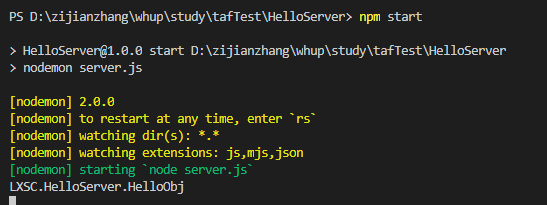 PS D:\zijianzhang\whup\study\tafTest\HelloServer> npm start
> HelloServer@1.0.0 start D:\zijianzhang\whup\study\tafTest\HelloServer
> nodemon server.js
[nodemon] 2.0.0
[nodemon] to restart at any time, enter `rs`
[nodemon] watching dir(s): *.*
[nodemon] watching extensions: js,mjs,json
[nodemon] starting `node server.js`
LXSC.HelloServer.HelloObj